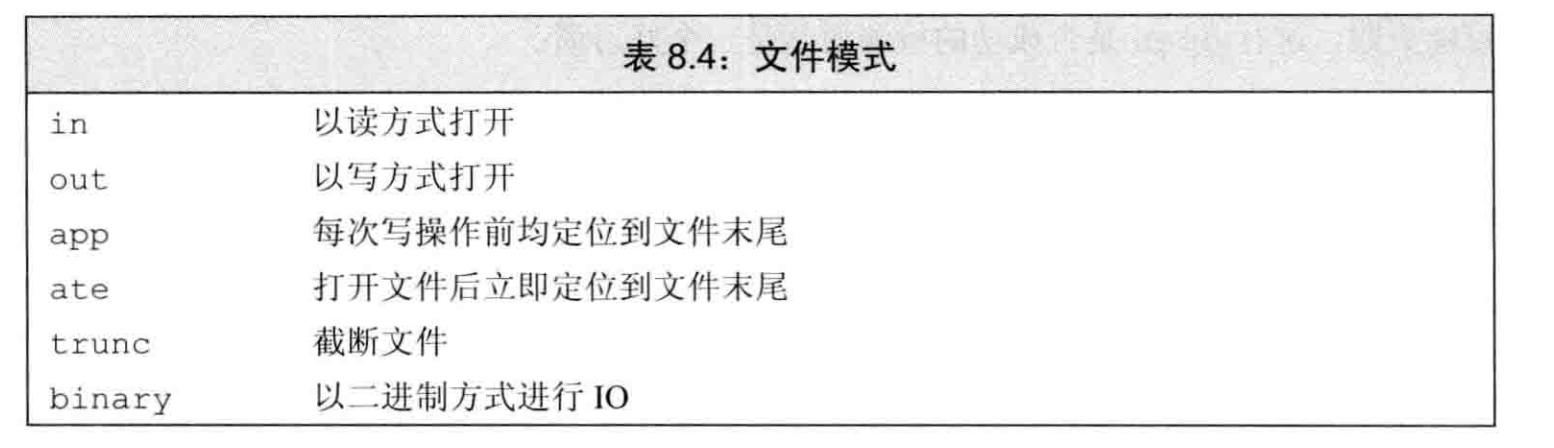 表 8.4：文件模式
in 以读方式打开
out 以写方式打开
app 每次写操作前均定位到文件末尾
ate 打开文件后立即定位到文件末尾
trunc 截断文件
binary 以二进制方式进行 IO